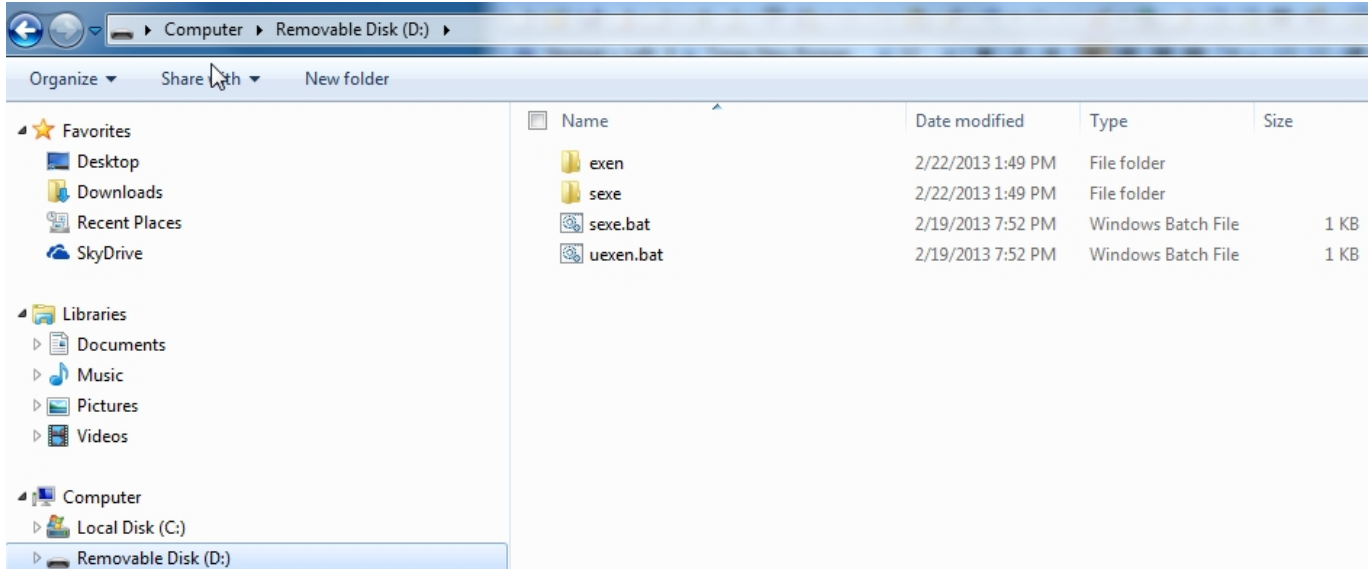 Computer Removable Disk (D:)
Organize Share with New folder
Favorites
Desktop
Downloads
Recent Places
SkyDrive
Libraries
Documents
Music
Pictures
Videos
Computer
Local Disk (C:)
Removable Disk (D:)
Name Date modified Type Size
exen 2/22/2013 1:49 PM File folder
sexe 2/22/2013 1:49 PM File folder
sexe.bat 2/19/2013 7:52 PM Windows Batch File 1 KB
uexen.bat 2/19/2013 7:52 PM Windows Batch File 1 KB